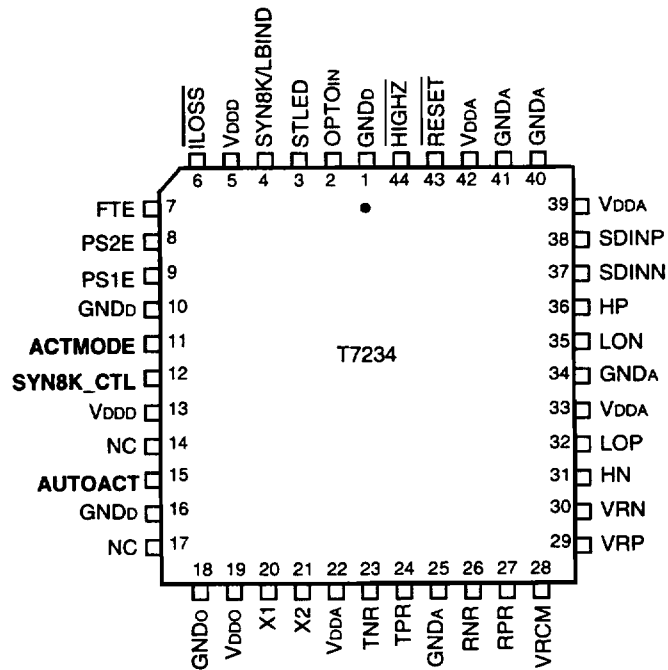 ILOSS
VDDD
SYN8K/LBIND
STLED
OPTOIN
GNDD
HIGHZ
RESET
VDDA
GNDA
GNDA
6 5 4 3 2 1 44 43 42 41 40
FTE 7
PS2E 8
PS1E 9
GNDD 10
ACTMODE 11
SYN8K_CTL 12
VDDD 13
NC 14
AUTOACT 15
GNDD 16
NC 17
T7234
39 VDDA
38 SDINP
37 SDINN
36 HP
35 LON
34 GNDA
33 VDDA
32 LOP
31 HN
30 VRN
29 VRP
18 19 20 21 22 23 24 25 26 27 28
GNDO
VDDO
X1
X2
VDDA
TNR
TPR
GNDA
RNR
RPR
VRCM